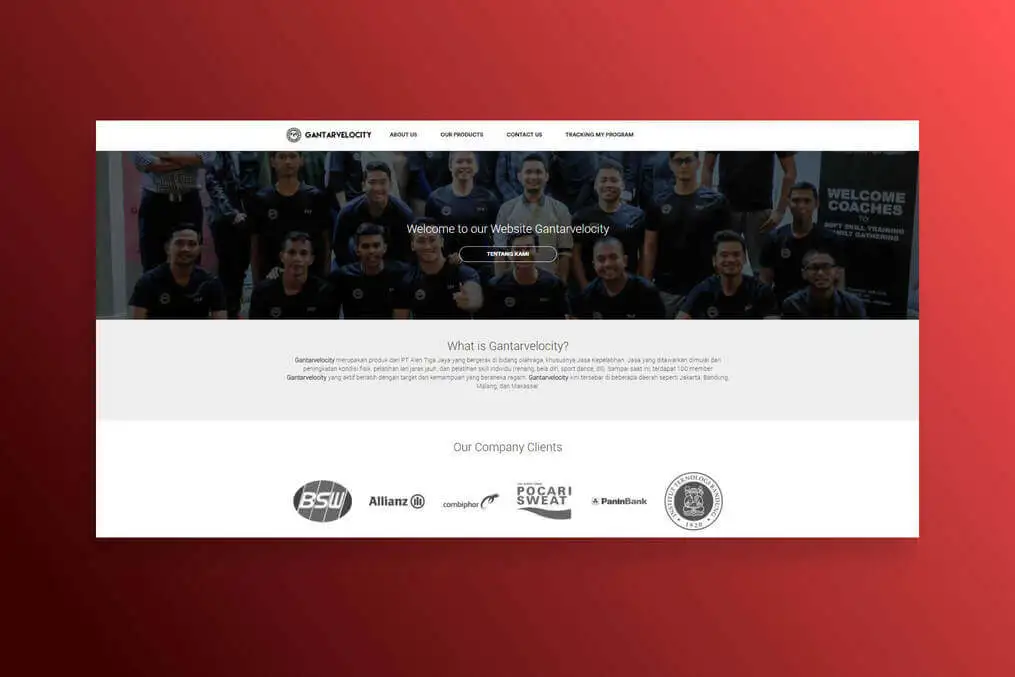 GANTARVELOCITY ABOUT US OUR PRODUCTS CONTACT US TRACKING MY PROGRAM
WELCOME
COACHES
TO
SOFT SKILL TRAINING
Welcome to our Website Gantarvelocity
TENTANG KAMI
What is Gantarvelocity?
Gantarvelocity merupakan produk dari PT Alen Tiga Jaya yang bergerak di bidang olahraga, khususnya Jasa Kepelatihan. Jasa yang ditawarkan dimulai dari
peningkatan kondisi fisik, pelatihan lari jarak jauh, dan pelatihan skill individu (renang, bela diri, sport dance, dll). Sampai saat ini, terdapat 100 member
Gantarvelocity yang aktif berlatih dengan target dan kemampuan yang beraneka ragam. Gantarvelocity kini tersebar di beberapa daerah seperti Jakarta, Bandung,
Malang, dan Makassar
Our Company Clients
BSW
Allianz
combiphar
POCARI
SWEAT
PaninBank
INSTITUT TEKNOLOGI BANDUNG
1920